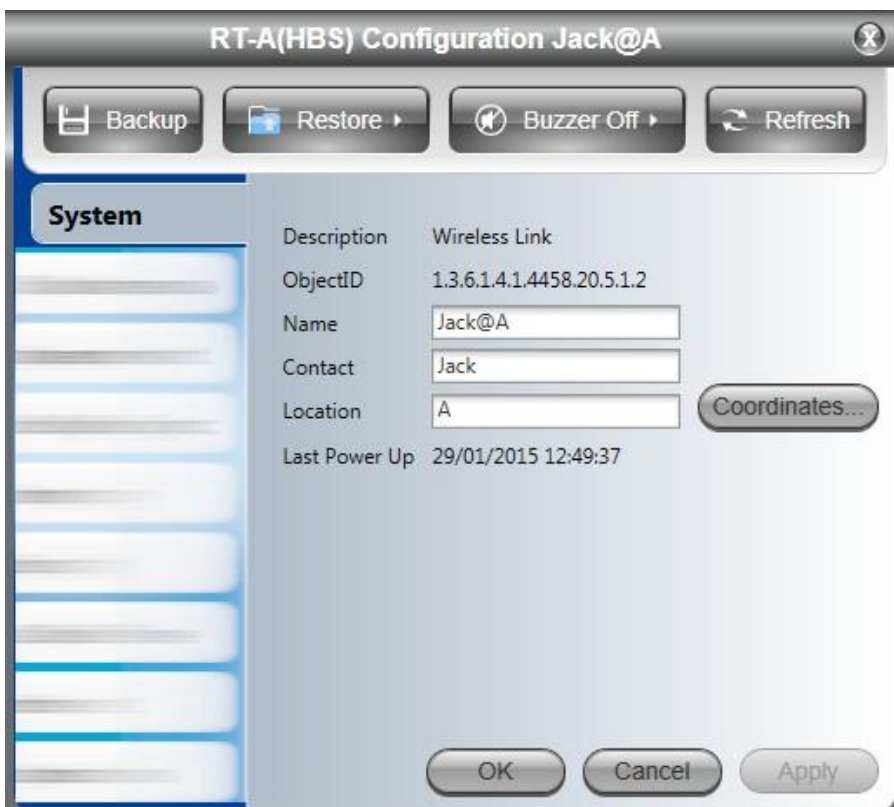 RT-A(HBS) Configuration Jack@A
Backup
Restore
Buzzer Off
Refresh
System
Description Wireless Link
ObjectID 1.3.6.1.4.1.4458.20.5.1.2
Name Jack@A
Contact Jack
Location A Coordinates...
Last Power Up 29/01/2015 12:49:37
OK
Cancel
Apply